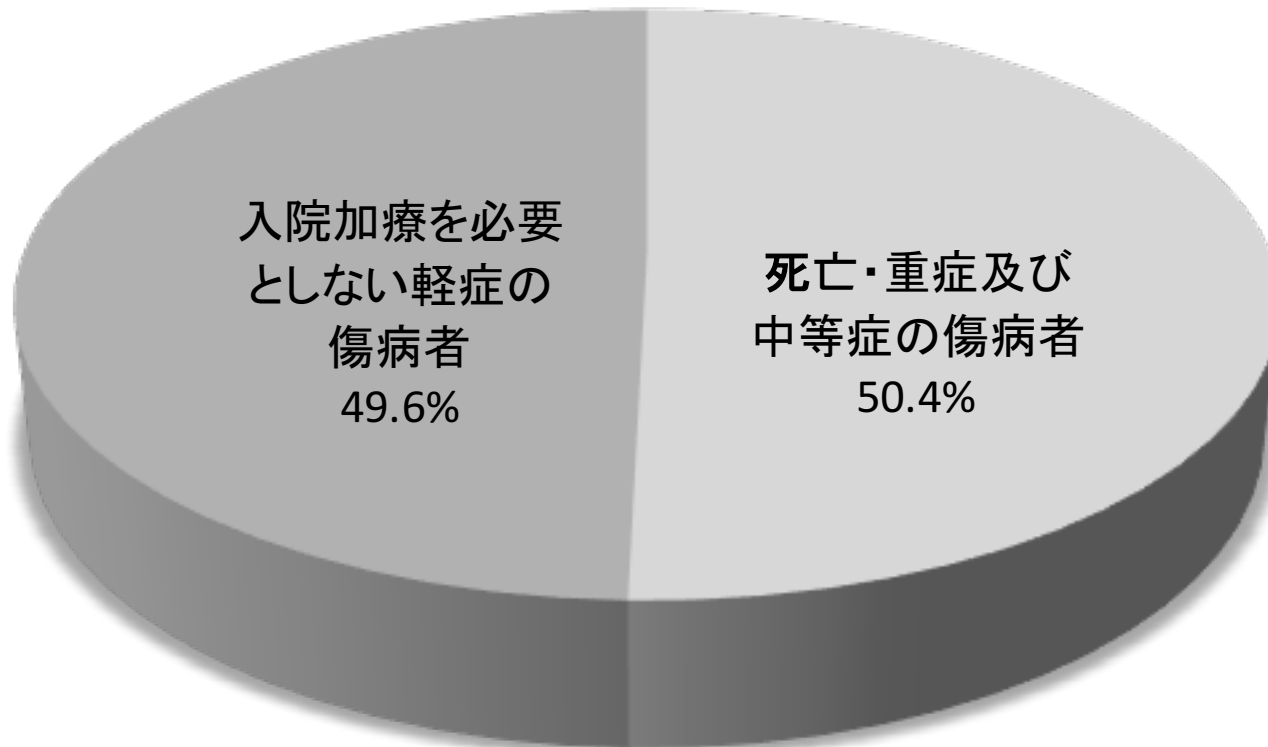 入院加療を必要
としない軽症の
傷病者
49.6%
死亡・重症及び
中等症の傷病者
50.4%